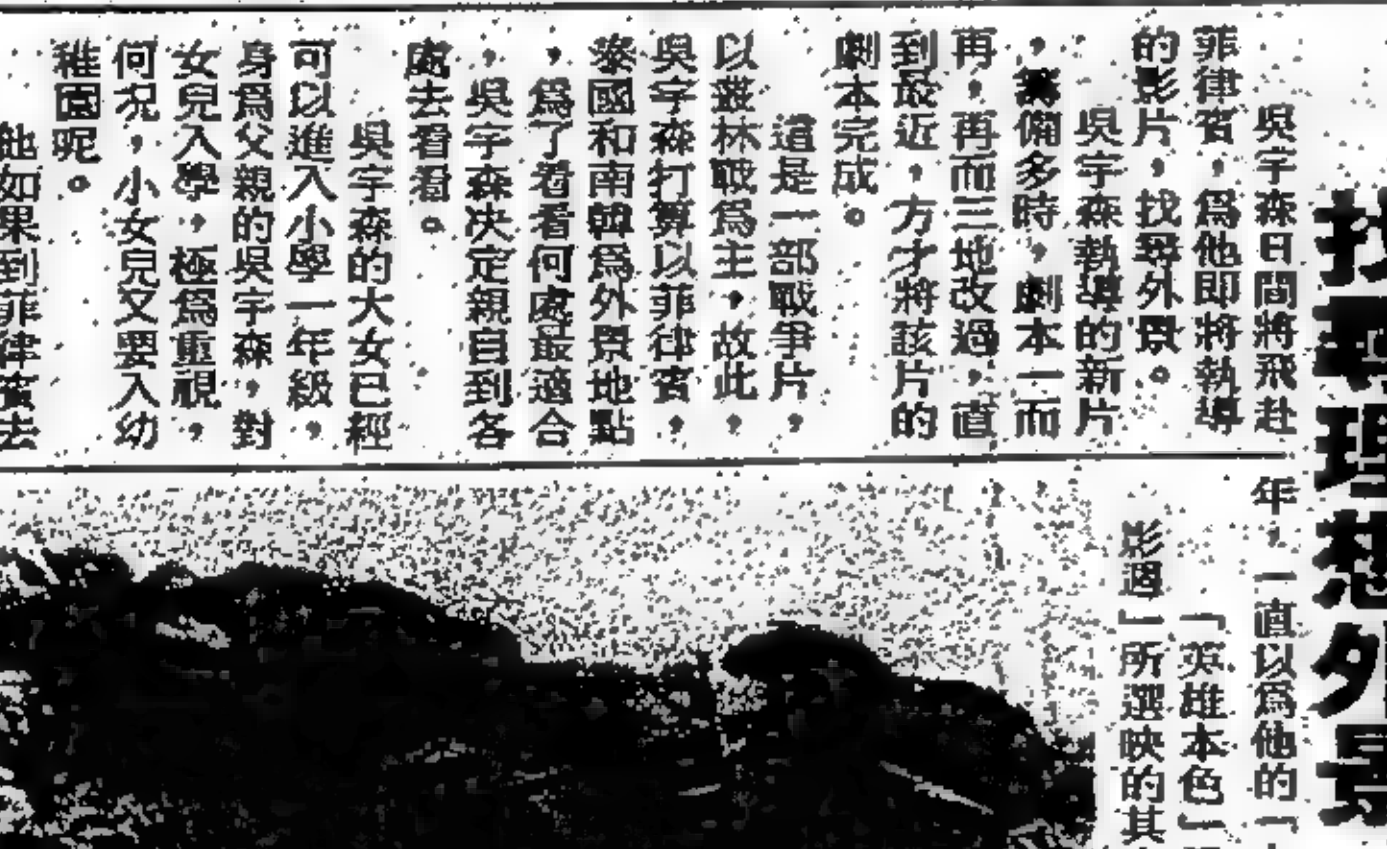 找尋理想外景
吳宇森日間將飛赴
菲律賓,為他即將執導
的影片,找尋外景。
吳宇森執導的新片
,籌備多時,劇本一而
再,再而三地改過,直
到最近,方才將該片的
劇本完成。
這是一部戰爭片,
以叢林戰為主,故此,
吳宇森打算以菲律賓,
泰國和南韓為外景地點
,為了看看何處最適合
,吳宇森決定親自到各
處去看看。
吳宇森的大女已經
可以進入小學一年級,
身為父親的吳宇森,對
女兒入學,極為重視,
何況,小女兒又要入幼
稚園呢。
他如果到菲律賓去
年,一直以為他的「
「英雄本色」
影週」所選映的其